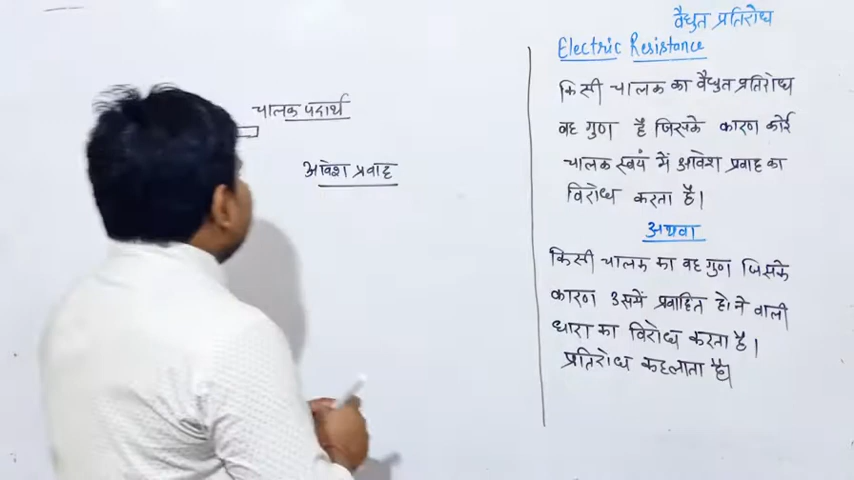 चालक पदार्थ
आवेश प्रवाह
वैधुत प्रतिरोध
Electric Resistance
किसी चालक का वैधुत प्रतिरोध
वह गुण है जिसके कारण कोई
चालक स्वयं में आवेश प्रवाह का
विरोध करता है।
अथवा
किसी चालक का वह गुण जिसके
कारण उसमें प्रवाहित होने वाली
धारा का विरोध करता है।
प्रतिरोध कहलाता है।